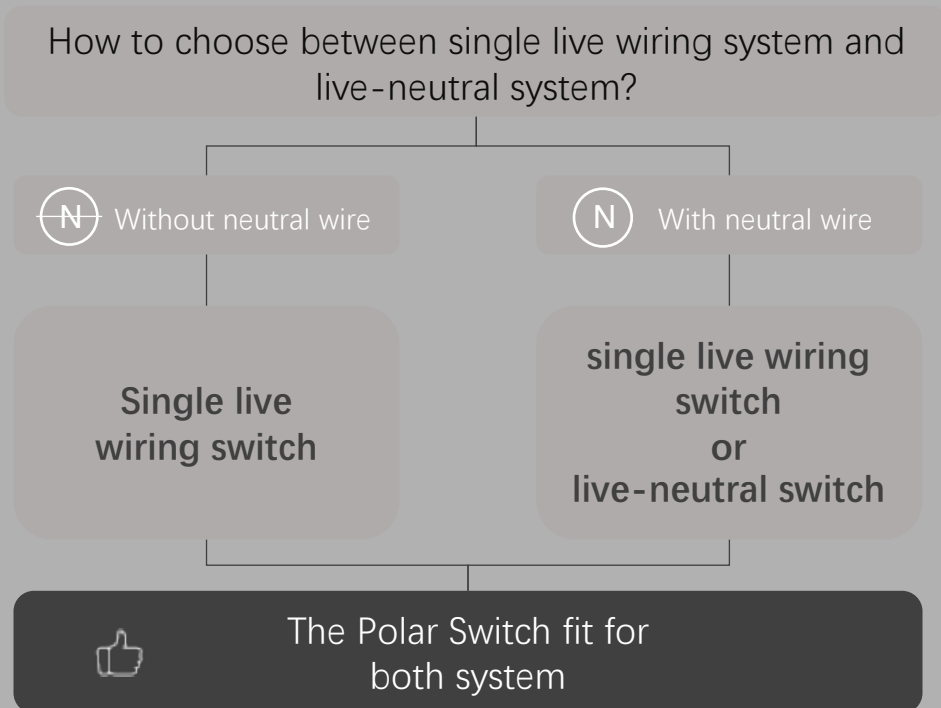 How to choose between single live wiring system and
live-neutral system?
N Without neutral wire
N With neutral wire
Single live
wiring switch
single live wiring
switch
or
live-neutral switch
The Polar Switch fit for
both system